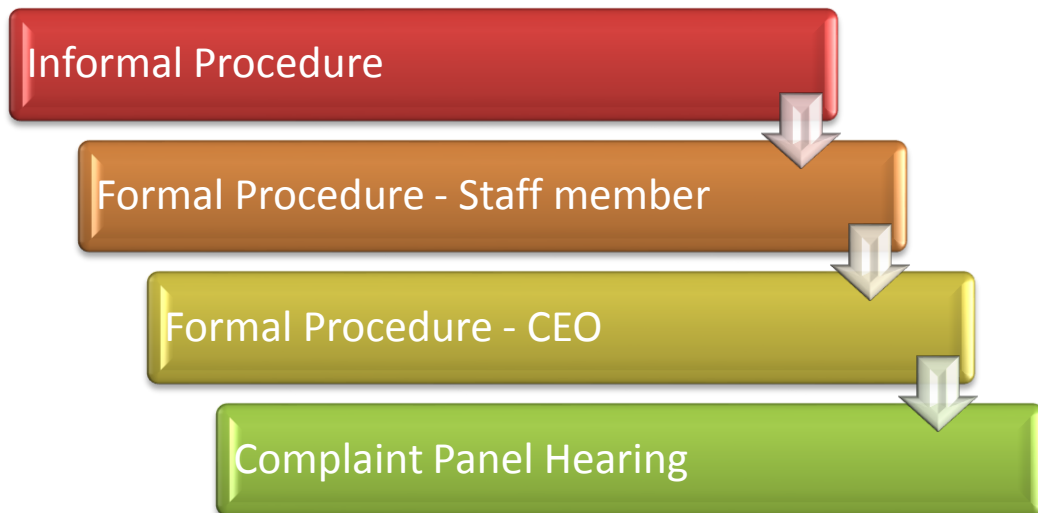 Informal Procedure
Formal Procedure - Staff member
Formal Procedure - CEO
Complaint Panel Hearing